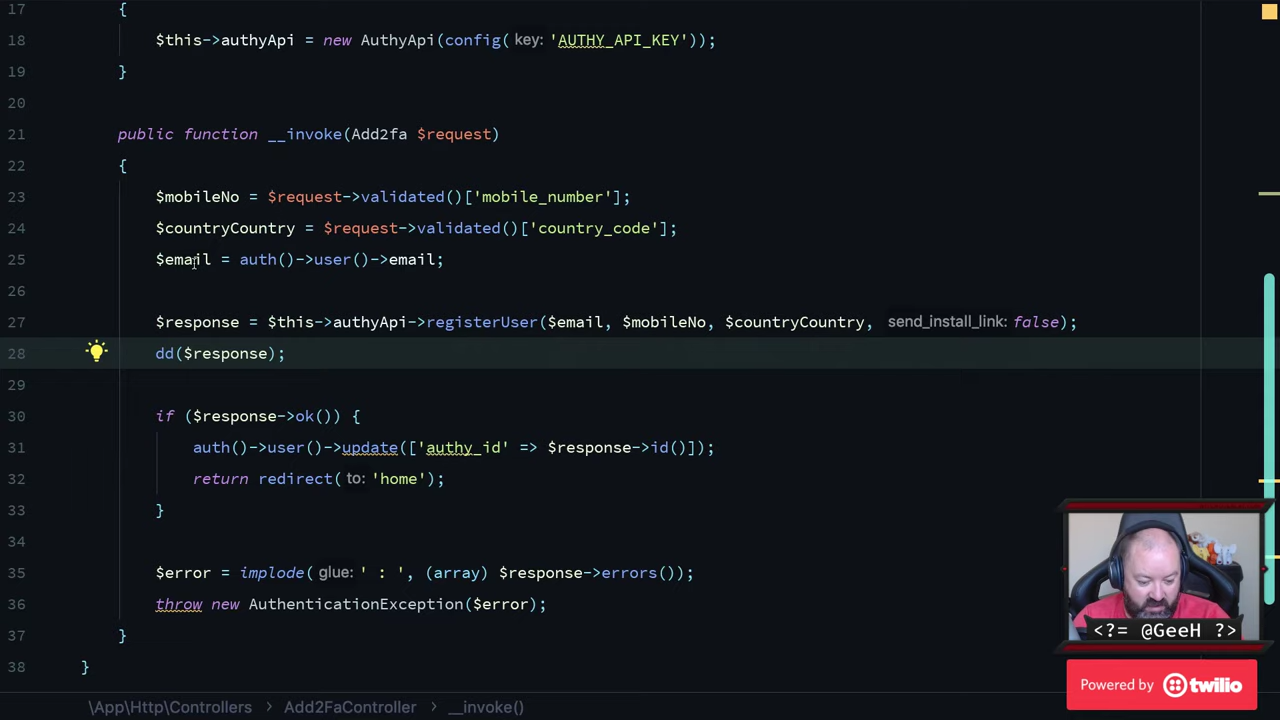 17 {
18 $this->authyApi = new AuthyApi(config( key: 'AUTHY_API_KEY'));
19 }
20
21 public function __invoke(Add2fa $request)
22 {
23 $mobileNo = $request->validated()['mobile_number'];
24 $countryCountry = $request->validated()['country_code'];
25 $email = auth()->user()->email;
26
27 $response = $this->authyApi->registerUser($email, $mobileNo, $countryCountry, send_install_link: false);
28 dd($response);
29
30 if ($response->ok()) {
31 auth()->user()->update(['authy_id' => $response->id()]);
32 return redirect( to: 'home');
33 }
34
35 $error = implode( glue: ' : ', (array) $response->errors());
36 throw new AuthenticationException($error);
37 }
38 }
<?= @GeeH ?>
Powered by twilio
\App\Http\Controllers > Add2FaController > __invoke()